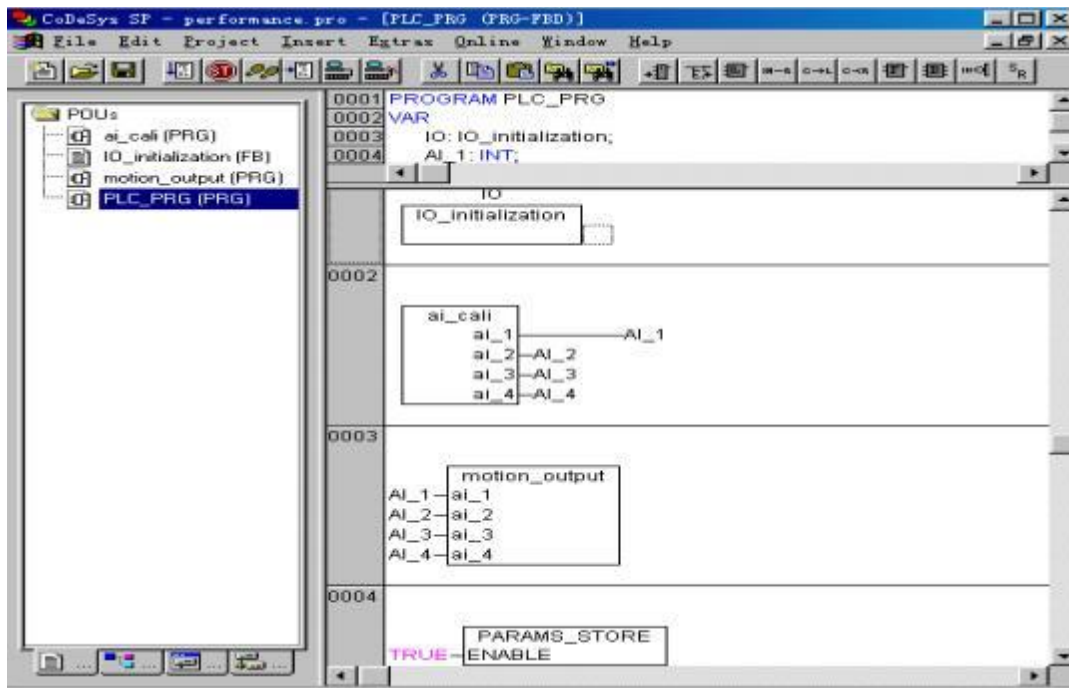 CoDeSys SP - performance.pro - [PLC_PRG (PRG-FBD)]
File Edit Project Insert Extras Online Window Help
POUs
ai_cali (PRG)
IO_initialization (FB)
motion_output (PRG)
PLC_PRG (PRG)
0001 PROGRAM PLC_PRG
0002 VAR
0003 IO: IO_initialization;
0004 AI_1: INT;
IO
IO_initialization
0002
ai_cali
ai_1 AI_1
ai_2 AI_2
ai_3 AI_3
ai_4 AI_4
0003
motion_output
AI_1 ai_1
AI_2 ai_2
AI_3 ai_3
AI_4 ai_4
0004
PARAMS_STORE
TRUE ENABLE